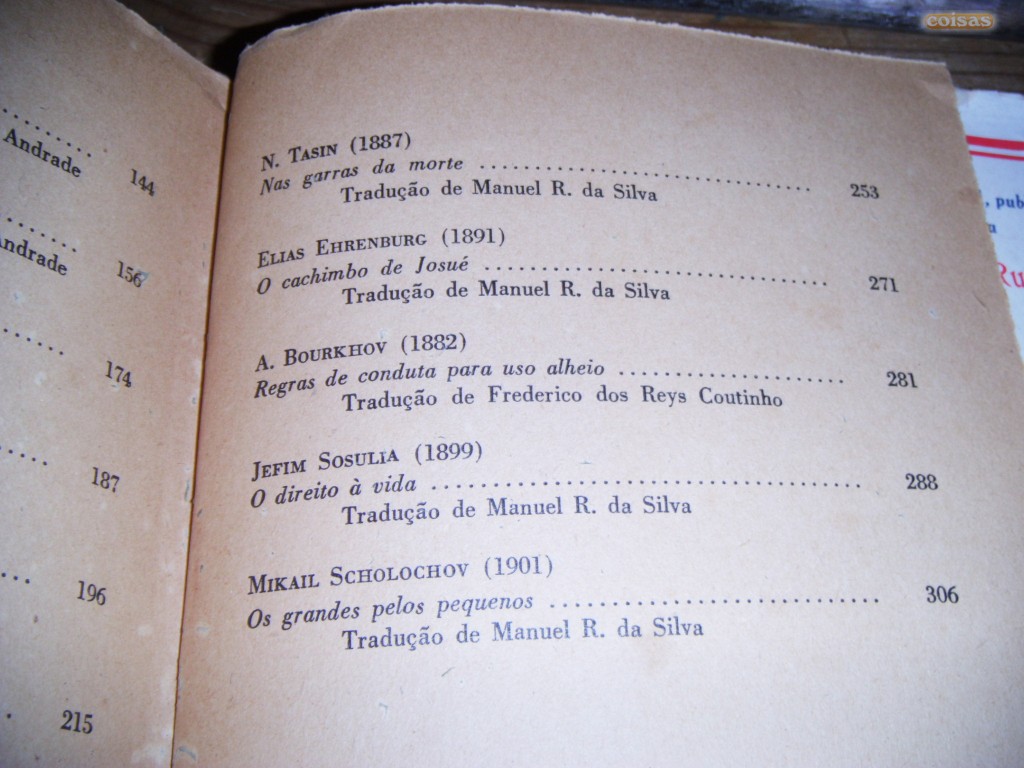 Andrade
144
Andrade
156
174
187
196
215
N. TASIN (1887)
Nas garras da morte ........................ 253
Tradução de Manuel R. da Silva
ELIAS EHRENBURG (1891)
O cachimbo de Josué ........................ 271
Tradução de Manuel R. da Silva
A. BOURKHOV (1882)
Regras de conduta para uso alheio ................ 281
Tradução de Frederico dos Reys Coutinho
JEFIM SOSULIA (1899)
O direito à vida ........................ 288
Tradução de Manuel R. da Silva
MIKAIL SCHOLOCHOV (1901)
Os grandes pelos pequenos ........................ 306
Tradução de Manuel R. da Silva
coisas